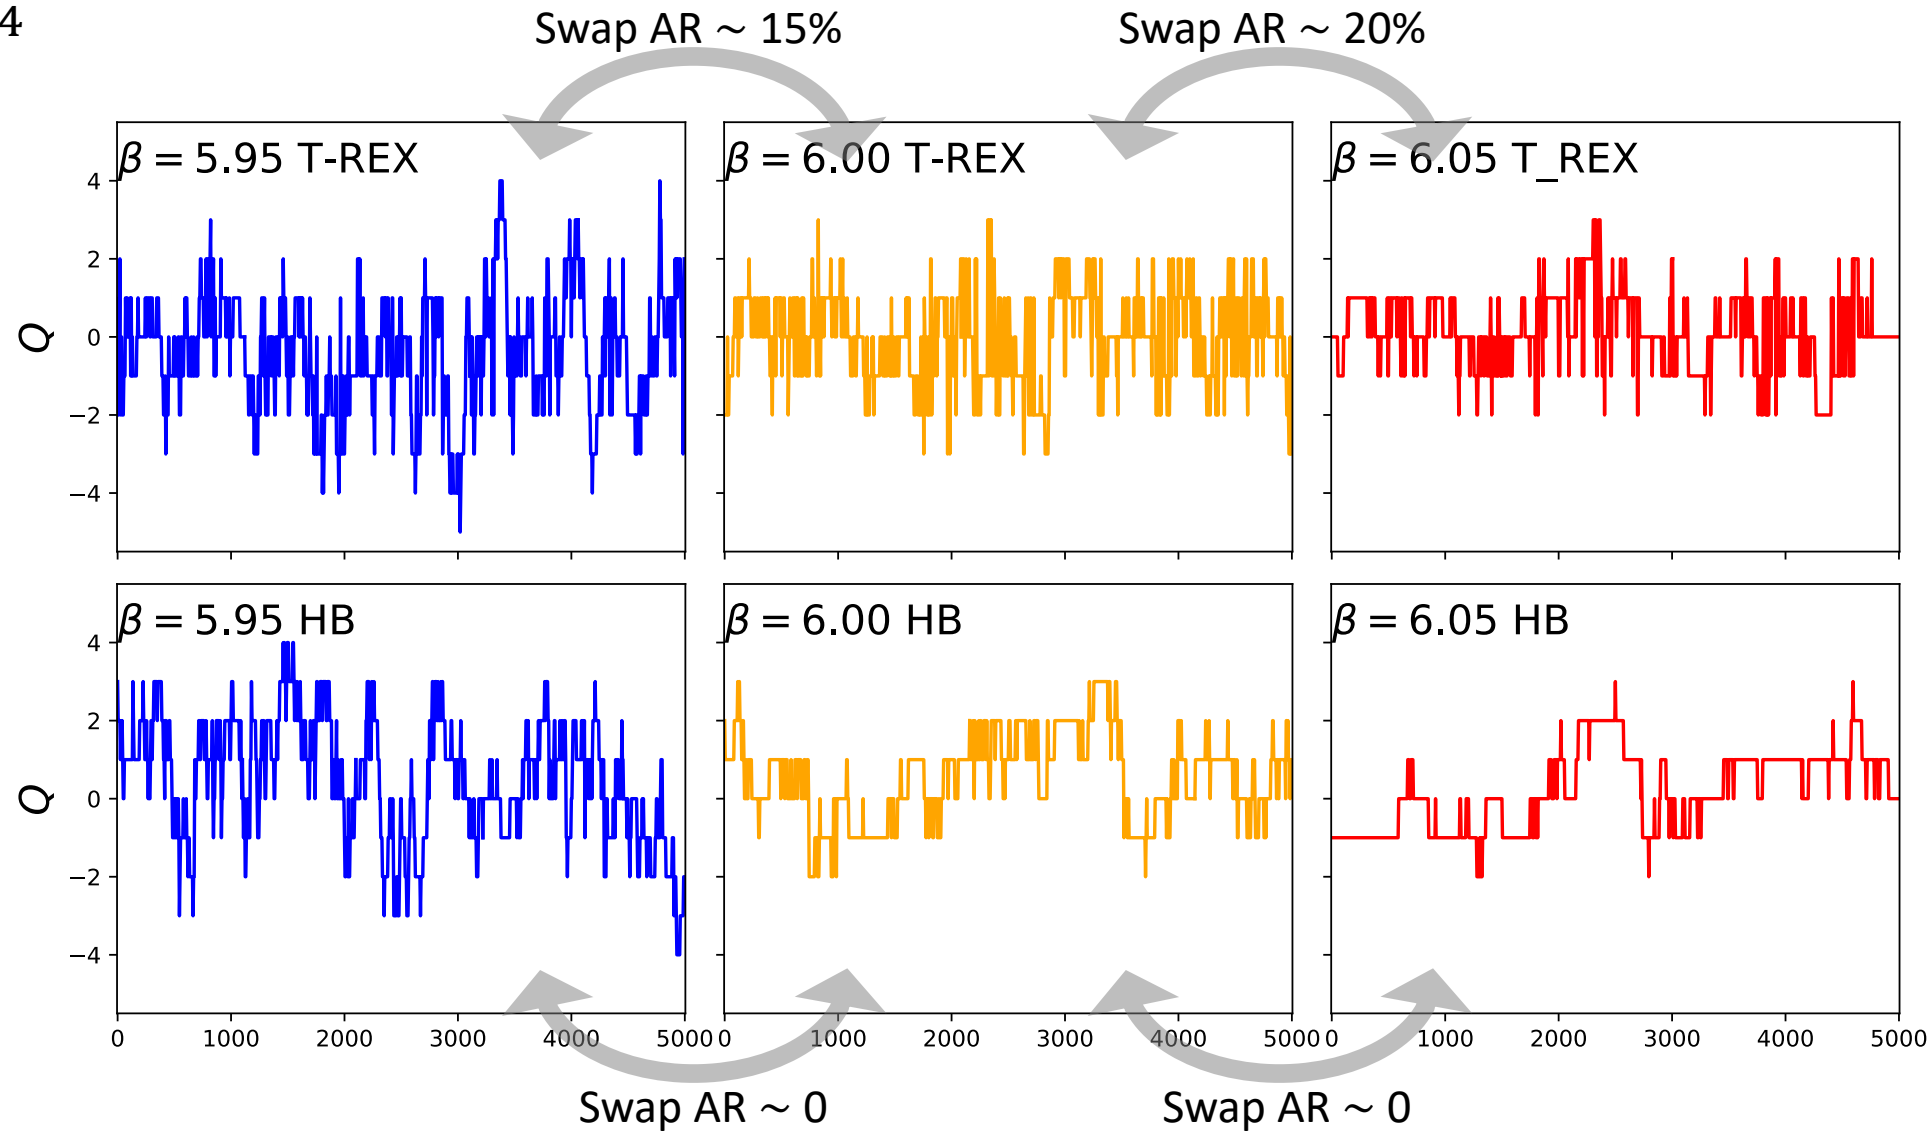 4
Swap AR ~ 15%
Swap AR ~ 20%
β = 5.95 T-REX
β = 6.00 T-REX
β = 6.05 T_REX
4
2
0
−2
−4
Q
β = 5.95 HB
β = 6.00 HB
β = 6.05 HB
4
2
0
−2
−4
Q
0 1000 2000 3000 4000 5000
0 1000 2000 3000 4000 5000
0 1000 2000 3000 4000 5000
Swap AR ~ 0
Swap AR ~ 0